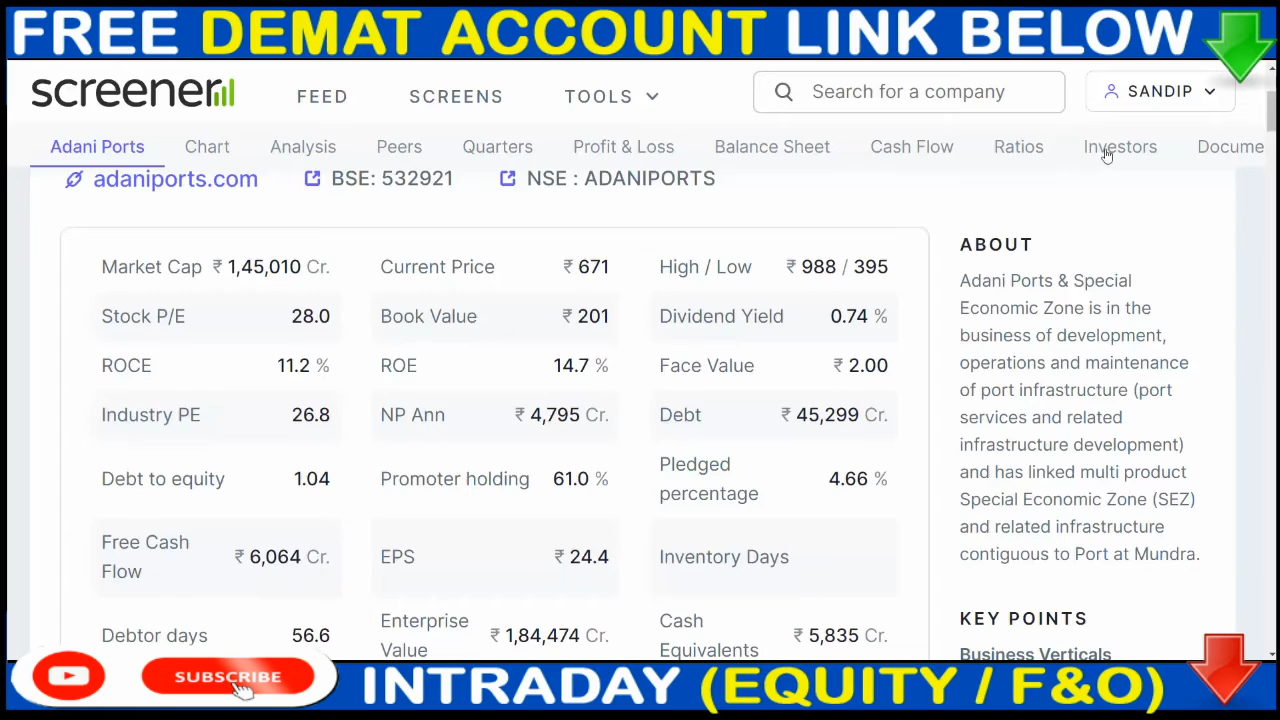 FREE DEMAT ACCOUNT LINK BELOW
screener
FEED SCREENS TOOLS
Search for a company
SANDIP
Adani Ports Chart Analysis Peers Quarters Profit & Loss Balance Sheet Cash Flow Ratios Investors Docume
adaniports.com BSE: 532921 NSE : ADANIPORTS
Market Cap ₹ 1,45,010 Cr. Current Price ₹ 671 High / Low ₹ 988 / 395
Stock P/E 28.0 Book Value ₹ 201 Dividend Yield 0.74 %
ROCE 11.2 % ROE 14.7 % Face Value ₹ 2.00
Industry PE 26.8 NP Ann ₹ 4,795 Cr. Debt ₹ 45,299 Cr.
Debt to equity 1.04 Promoter holding 61.0 % Pledged percentage 4.66 %
Free Cash Flow ₹ 6,064 Cr. EPS ₹ 24.4 Inventory Days
Debtor days 56.6 Enterprise Value ₹ 1,84,474 Cr. Cash Equivalents ₹ 5,835 Cr.
ABOUT
Adani Ports & Special
Economic Zone is in the
business of development,
operations and maintenance
of port infrastructure (port
services and related
infrastructure development)
and has linked multi product
Special Economic Zone (SEZ)
and related infrastructure
contiguous to Port at Mundra.
KEY POINTS
Business Verticals
SUBSCRIBE
INTRADAY (EQUITY / F&O)